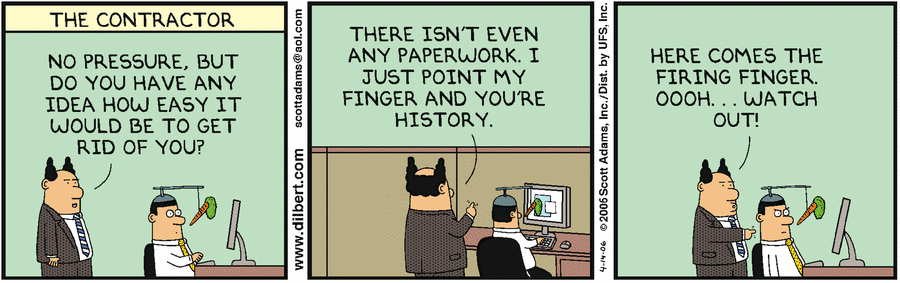 THE CONTRACTOR
NO PRESSURE, BUT
DO YOU HAVE ANY
IDEA HOW EASY IT
WOULD BE TO GET
RID OF YOU?
www.dilbert.com scottadams@aol.com
THERE ISN'T EVEN
ANY PAPERWORK. I
JUST POINT MY
FINGER AND YOU'RE
HISTORY.
4-14-06 © 2006 Scott Adams, Inc./Dist. by UFS, Inc.
HERE COMES THE
FIRING FINGER.
OOOH... WATCH
OUT!